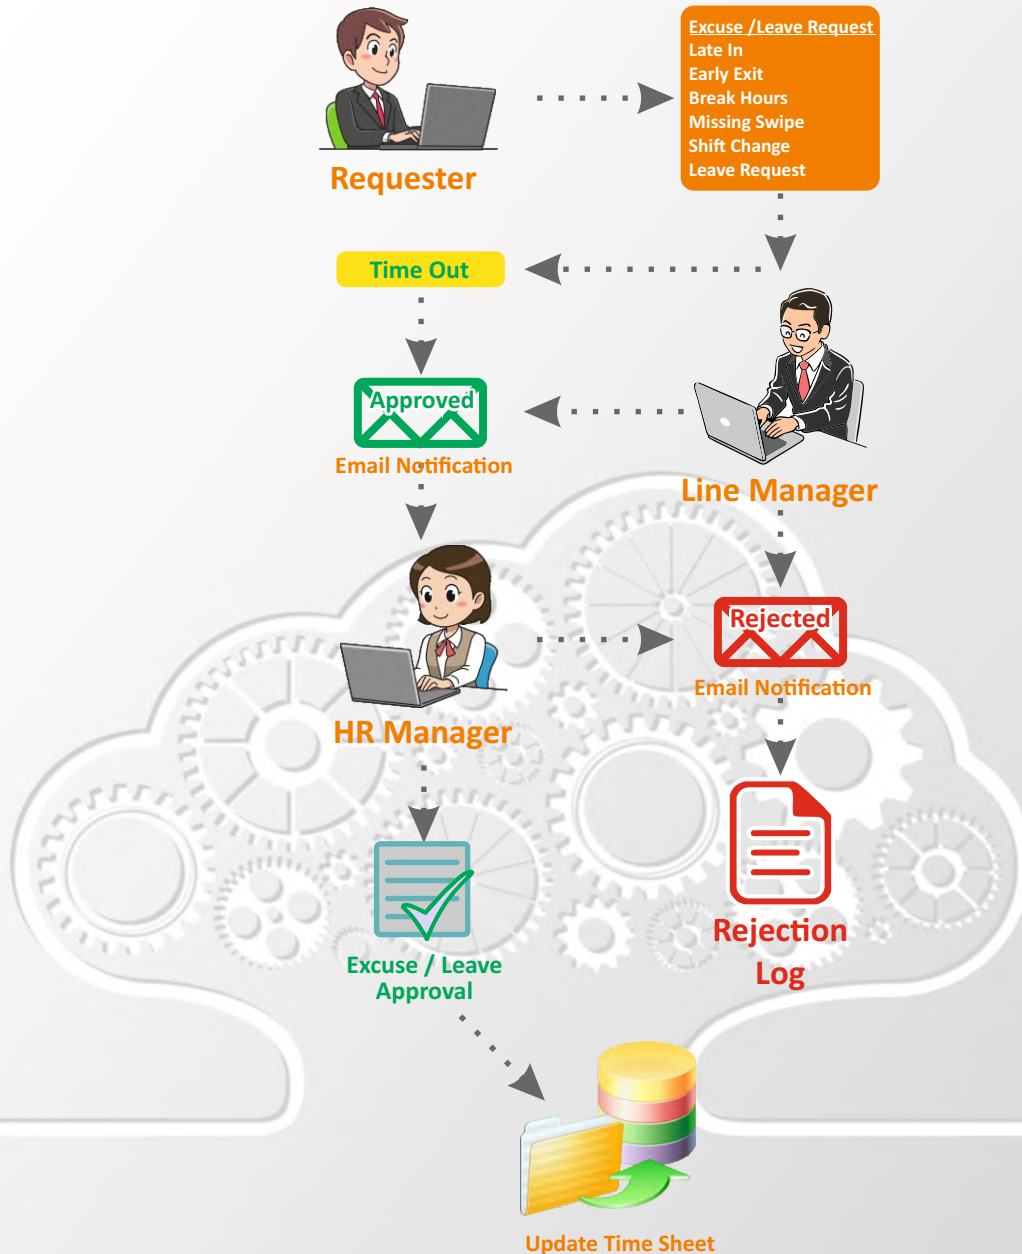 Excuse /Leave Request
Late In
Early Exit
Break Hours
Missing Swipe
Shift Change
Leave Request
Requester
Time Out
Approved
Email Notification
Line Manager
Rejected
Email Notification
HR Manager
Rejection
Log
Excuse / Leave
Approval
Update Time Sheet